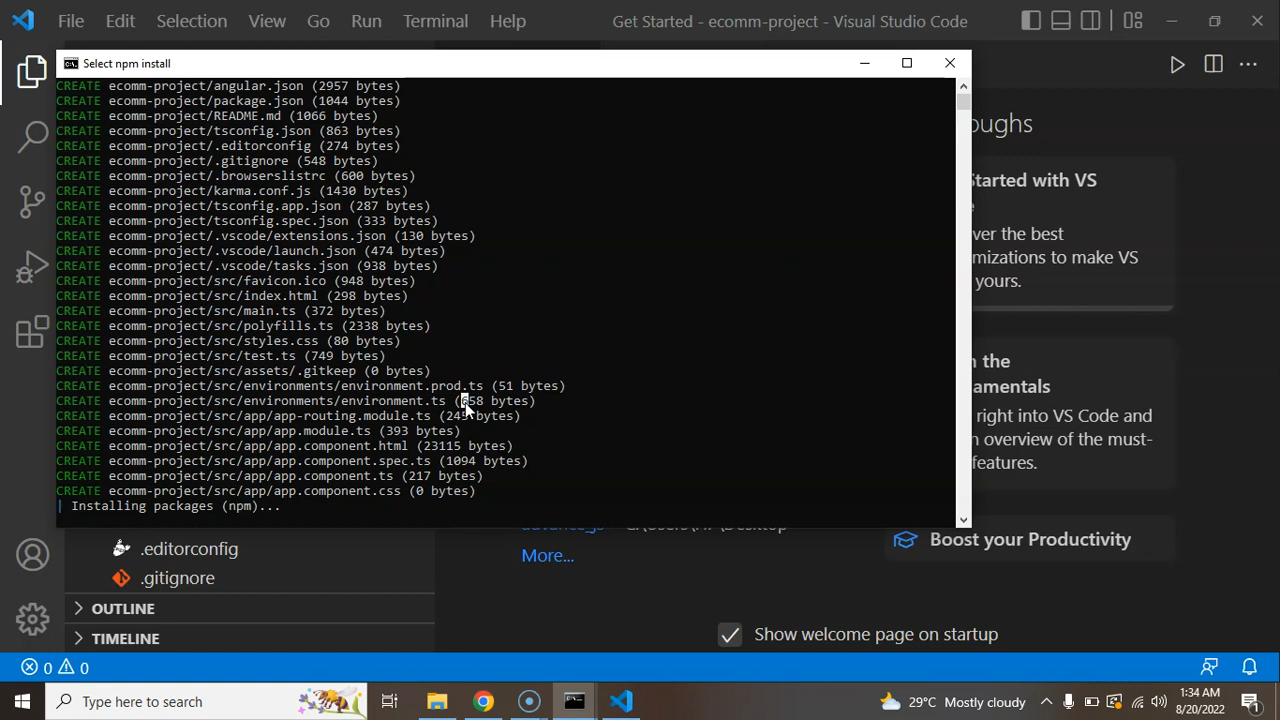 File Edit Selection View Go Run Terminal Help
Get Started - ecomm-project - Visual Studio Code
Select npm install
CREATE ecomm-project/angular.json (2957 bytes)
CREATE ecomm-project/package.json (1044 bytes)
CREATE ecomm-project/README.md (1066 bytes)
CREATE ecomm-project/tsconfig.json (863 bytes)
CREATE ecomm-project/.editorconfig (274 bytes)
CREATE ecomm-project/.gitignore (548 bytes)
CREATE ecomm-project/.browserslistrc (600 bytes)
CREATE ecomm-project/karma.conf.js (1430 bytes)
CREATE ecomm-project/tsconfig.app.json (287 bytes)
CREATE ecomm-project/tsconfig.spec.json (333 bytes)
CREATE ecomm-project/.vscode/extensions.json (130 bytes)
CREATE ecomm-project/.vscode/launch.json (474 bytes)
CREATE ecomm-project/.vscode/tasks.json (938 bytes)
CREATE ecomm-project/src/favicon.ico (948 bytes)
CREATE ecomm-project/src/index.html (298 bytes)
CREATE ecomm-project/src/main.ts (372 bytes)
CREATE ecomm-project/src/polyfills.ts (2338 bytes)
CREATE ecomm-project/src/styles.css (80 bytes)
CREATE ecomm-project/src/test.ts (749 bytes)
CREATE ecomm-project/src/assets/.gitkeep (0 bytes)
CREATE ecomm-project/src/environments/environment.prod.ts (51 bytes)
CREATE ecomm-project/src/environments/environment.ts (658 bytes)
CREATE ecomm-project/src/app/app-routing.module.ts (245 bytes)
CREATE ecomm-project/src/app/app.module.ts (393 bytes)
CREATE ecomm-project/src/app/app.component.html (23115 bytes)
CREATE ecomm-project/src/app/app.component.spec.ts (1094 bytes)
CREATE ecomm-project/src/app/app.component.ts (217 bytes)
CREATE ecomm-project/src/app/app.component.css (0 bytes)
| Installing packages (npm)...
oughs
Started with VS
ver the best
mizations to make VS
yours.
n the
amentals
right into VS Code and
n overview of the must-
features.
Boost your Productivity
More...
.editorconfig
.gitignore
OUTLINE
TIMELINE
Show welcome page on startup
0 0
Type here to search
29°C Mostly cloudy
1:34 AM
8/20/2022
1